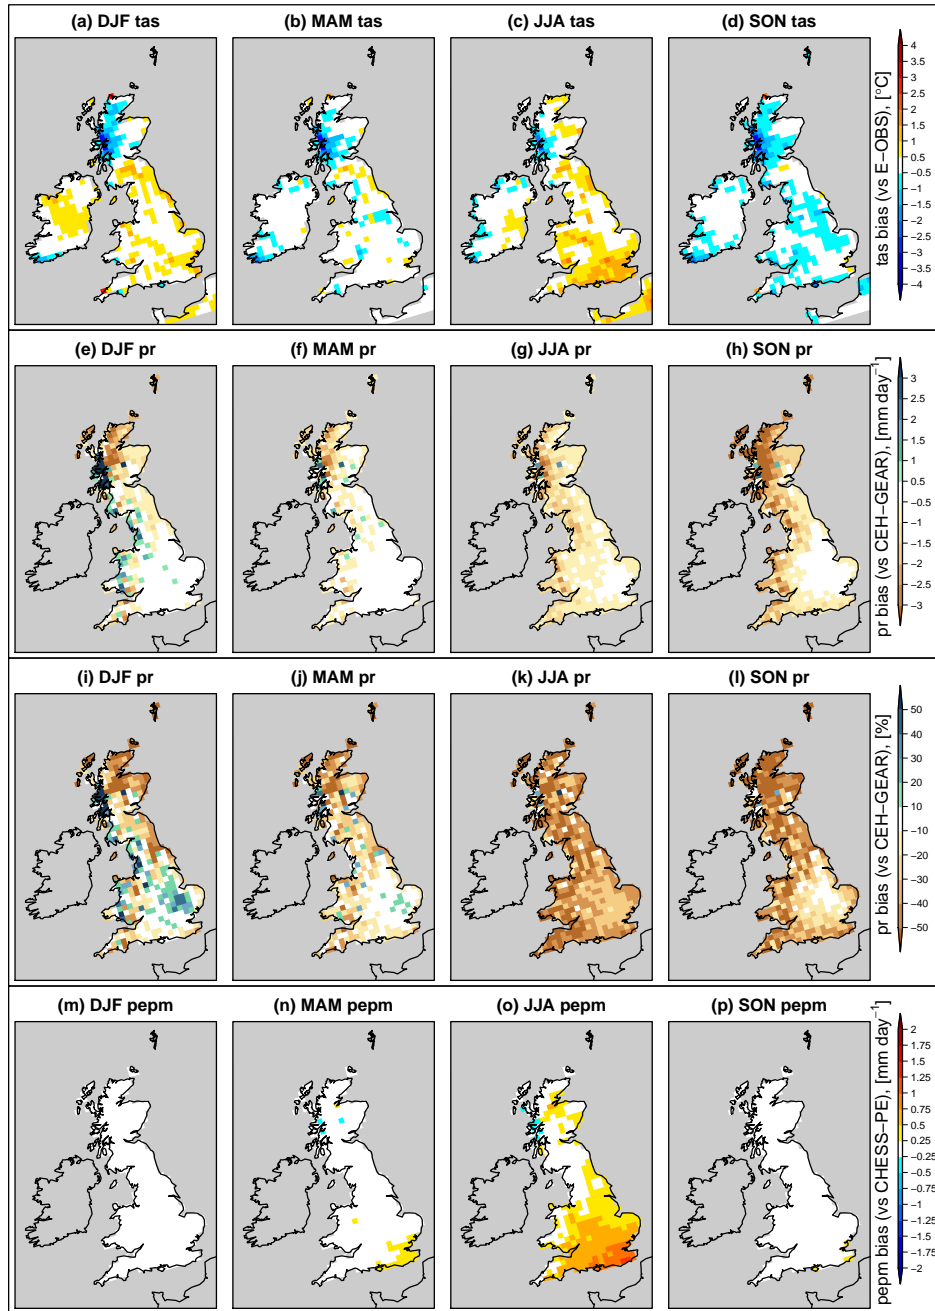 (a) DJF tas
(b) MAM tas
(c) JJA tas
(d) SON tas
4
3.5
3
2.5
2
1.5
1
0.5
−0.5
−1
−1.5
−2
−2.5
−3
−3.5
−4
tas bias (vs E−OBS), [°C]
(e) DJF pr
(f) MAM pr
(g) JJA pr
(h) SON pr
3
2.5
2
1.5
1
0.5
−0.5
−1
−1.5
−2
−2.5
−3
pr bias (vs CEH−GEAR), [mm day⁻¹]
(i) DJF pr
(j) MAM pr
(k) JJA pr
(l) SON pr
50
40
30
20
10
−10
−20
−30
−40
−50
pr bias (vs CEH−GEAR), [%]
(m) DJF pepm
(n) MAM pepm
(o) JJA pepm
(p) SON pepm
2
1.75
1.5
1.25
1
0.75
0.5
0.25
−0.25
−0.5
−0.75
−1
−1.25
−1.5
−1.75
−2
pepm bias (vs CHESS−PE), [mm day⁻¹]